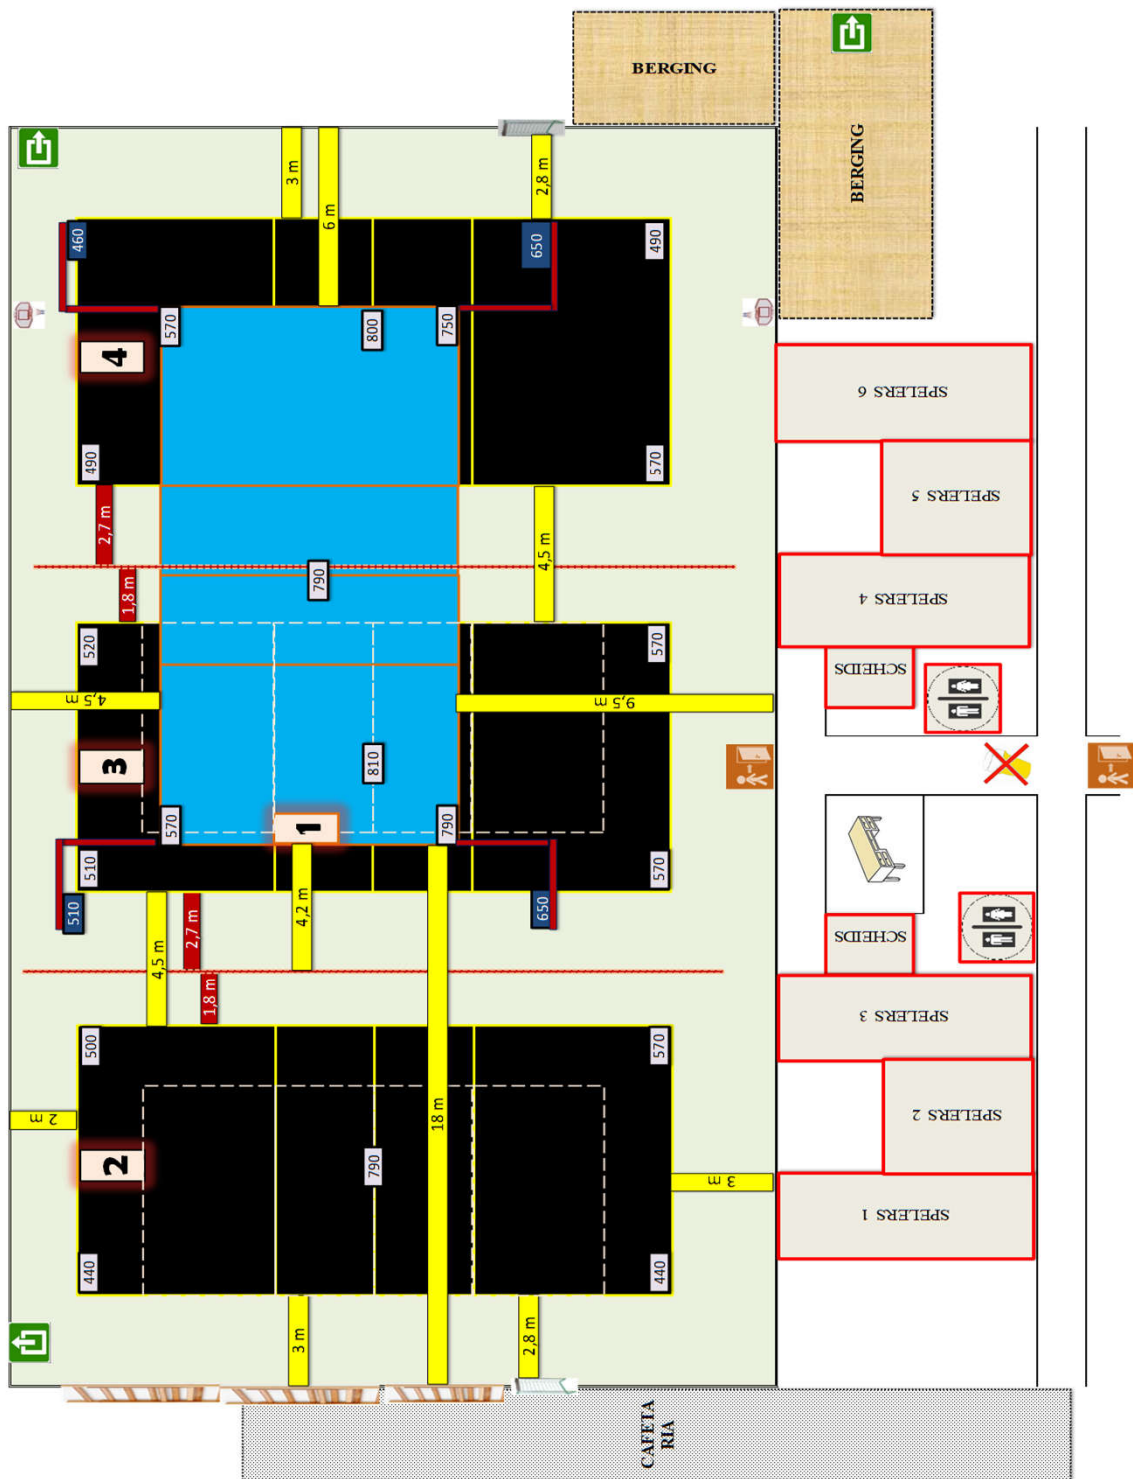 BERGING
BERGING
3 m
6 m
2,8 m
460
650
490
570
800
750
4
490
570
2,7 m
1,8 m
4,5 m
790
520
570
4,5 m
9,5 m
3
810
1
570
790
510
570
510
650
4,5 m
2,7 m
1,8 m
4,2 m
18 m
500
570
2 m
2
790
3 m
440
440
3 m
2,8 m
SPELERS 6
SPELERS 5
SPELERS 4
SCHEIDS
SCHEIDS
SPELERS 3
SPELERS 2
SPELERS 1
CAFETA
RIA